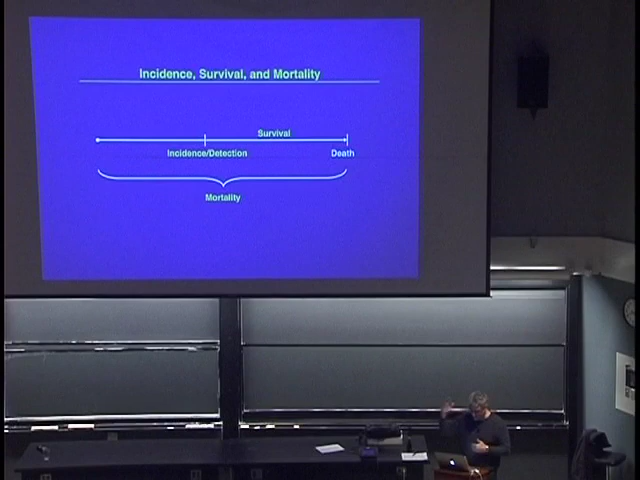 Incidence, Survival, and Mortality
Survival
Incidence/Detection
Death
Mortality